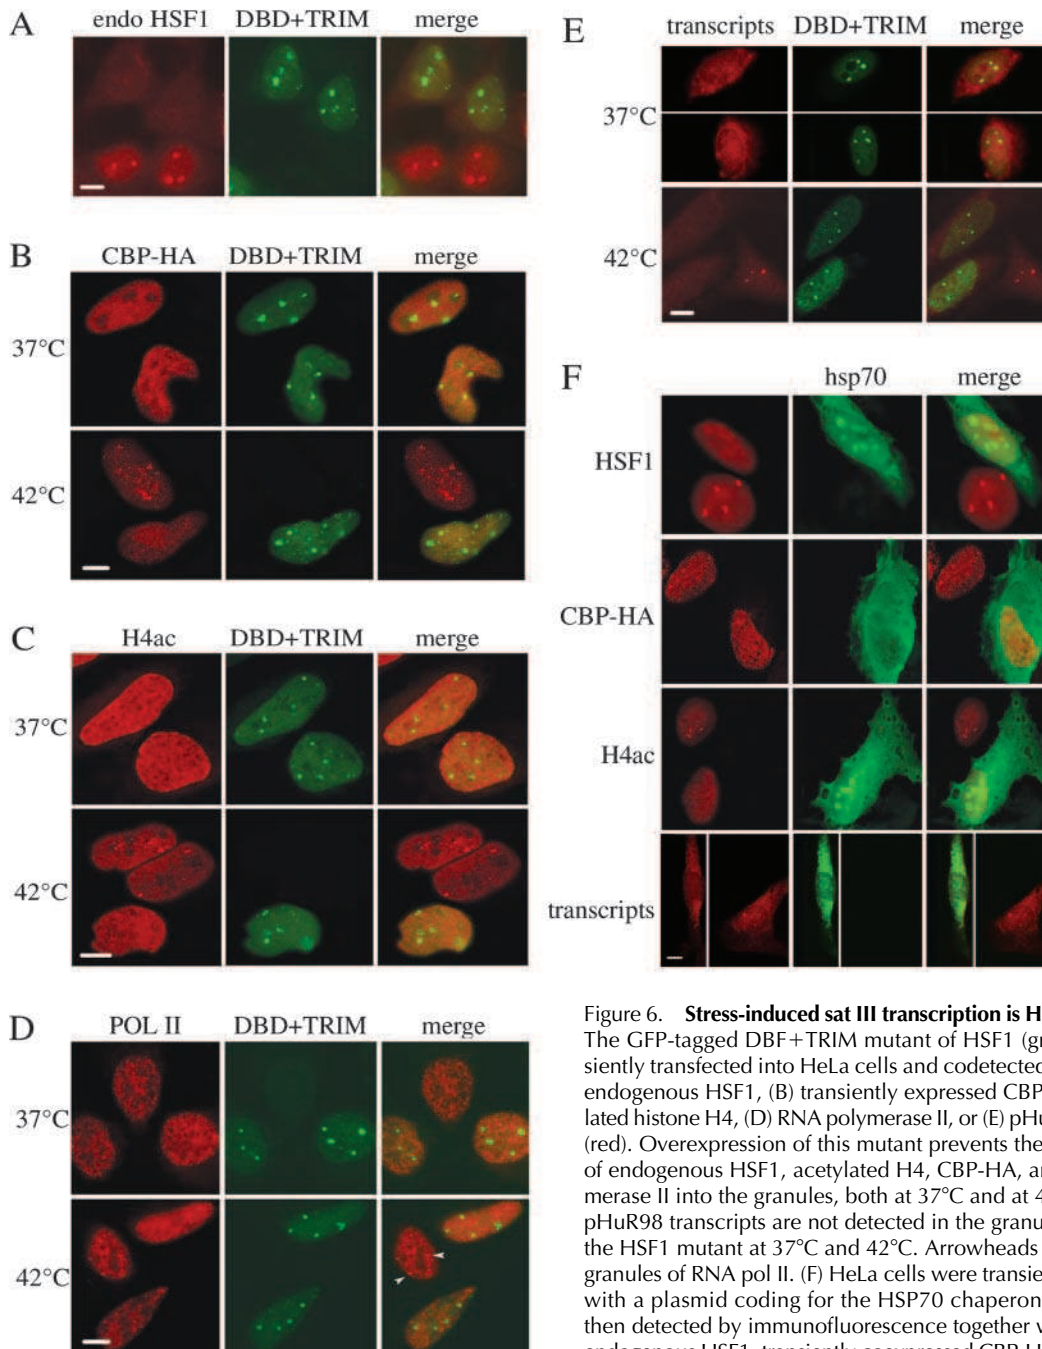 A
endo HSF1 DBD+TRIM merge
B
CBP-HA DBD+TRIM merge
37°C
42°C
C
H4ac DBD+TRIM merge
37°C
42°C
D
POL II DBD+TRIM merge
37°C
42°C
E
transcripts DBD+TRIM merge
37°C
42°C
F
hsp70 merge
HSF1
CBP-HA
H4ac
transcripts
Figure 6. Stress-induced sat III transcription is H
The GFP-tagged DBF+TRIM mutant of HSF1 (gr
siently transfected into HeLa cells and codetected
endogenous HSF1, (B) transiently expressed CBP
lated histone H4, (D) RNA polymerase II, or (E) pHu
(red). Overexpression of this mutant prevents the
of endogenous HSF1, acetylated H4, CBP-HA, a
merase II into the granules, both at 37°C and at 4
pHuR98 transcripts are not detected in the granu
the HSF1 mutant at 37°C and 42°C. Arrowheads
granules of RNA pol II. (F) HeLa cells were transie
with a plasmid coding for the HSP70 chaperon
then detected by immunofluorescence together v